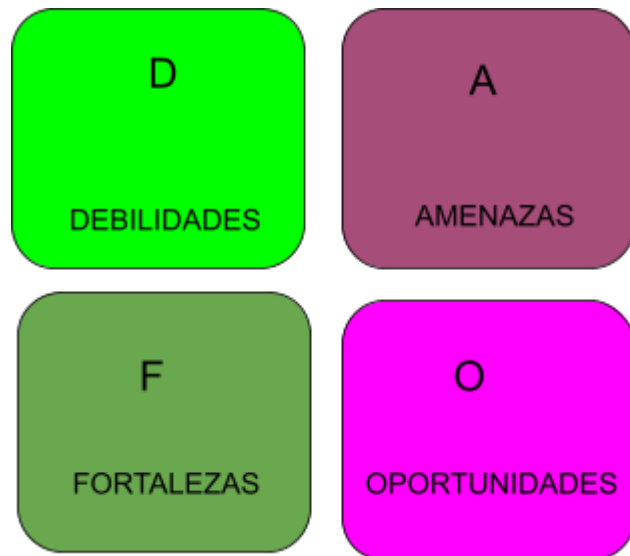 D
DEBILIDADES
A
AMENAZAS
F
FORTALEZAS
O
OPORTUNIDADES